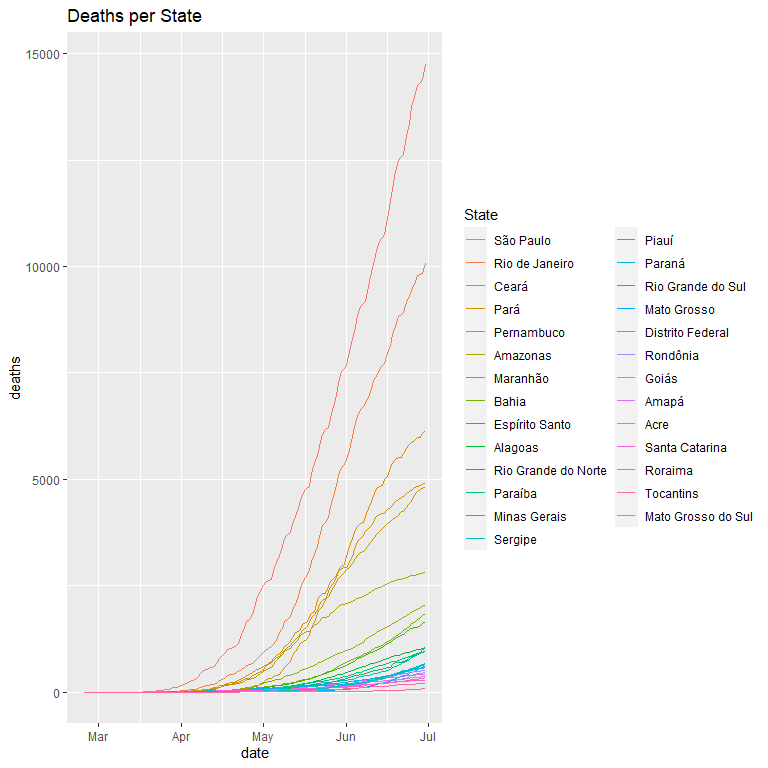 Deaths per State
15000
10000
5000
0
deaths
Mar Apr May Jun Jul
date
State
São Paulo
Rio de Janeiro
Ceará
Pará
Pernambuco
Amazonas
Maranhão
Bahia
Espírito Santo
Alagoas
Rio Grande do Norte
Paraíba
Minas Gerais
Sergipe
Piauí
Paraná
Rio Grande do Sul
Mato Grosso
Distrito Federal
Rondônia
Goiás
Amapá
Acre
Santa Catarina
Roraima
Tocantins
Mato Grosso do Sul